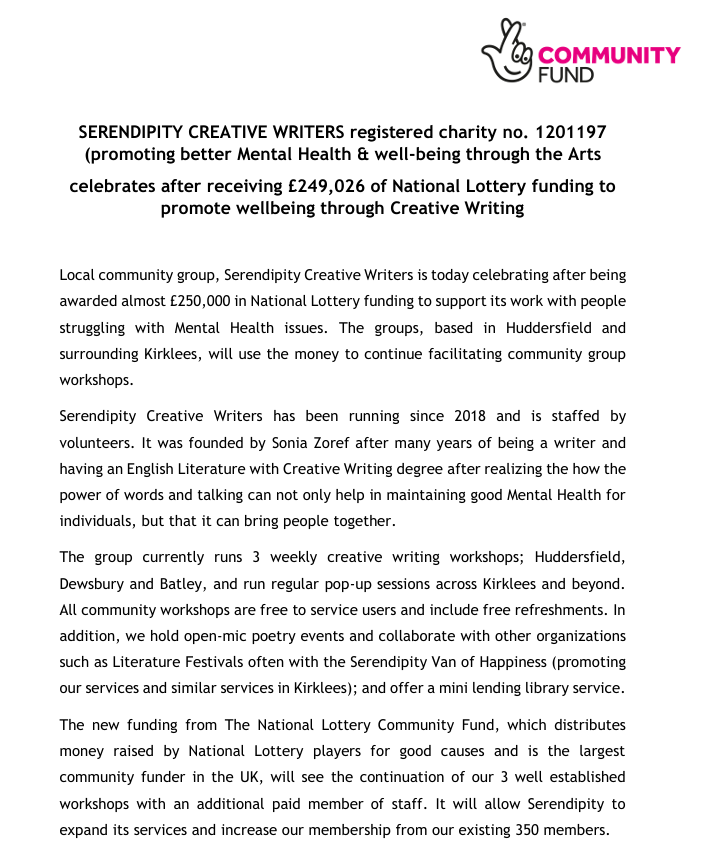 COMMUNITY
FUND
SERENDIPITY CREATIVE WRITERS registered charity no. 1201197
(promoting better Mental Health & well-being through the Arts
celebrates after receiving £249,026 of National Lottery funding to
promote wellbeing through Creative Writing
Local community group, Serendipity Creative Writers is today celebrating after being
awarded almost £250,000 in National Lottery funding to support its work with people
struggling with Mental Health issues. The groups, based in Huddersfield and
surrounding Kirklees, will use the money to continue facilitating community group
workshops.
Serendipity Creative Writers has been running since 2018 and is staffed by
volunteers. It was founded by Sonia Zoref after many years of being a writer and
having an English Literature with Creative Writing degree after realizing the how the
power of words and talking can not only help in maintaining good Mental Health for
individuals, but that it can bring people together.
The group currently runs 3 weekly creative writing workshops; Huddersfield,
Dewsbury and Batley, and run regular pop-up sessions across Kirklees and beyond.
All community workshops are free to service users and include free refreshments. In
addition, we hold open-mic poetry events and collaborate with other organizations
such as Literature Festivals often with the Serendipity Van of Happiness (promoting
our services and similar services in Kirklees); and offer a mini lending library service.
The new funding from The National Lottery Community Fund, which distributes
money raised by National Lottery players for good causes and is the largest
community funder in the UK, will see the continuation of our 3 well established
workshops with an additional paid member of staff. It will allow Serendipity to
expand its services and increase our membership from our existing 350 members.